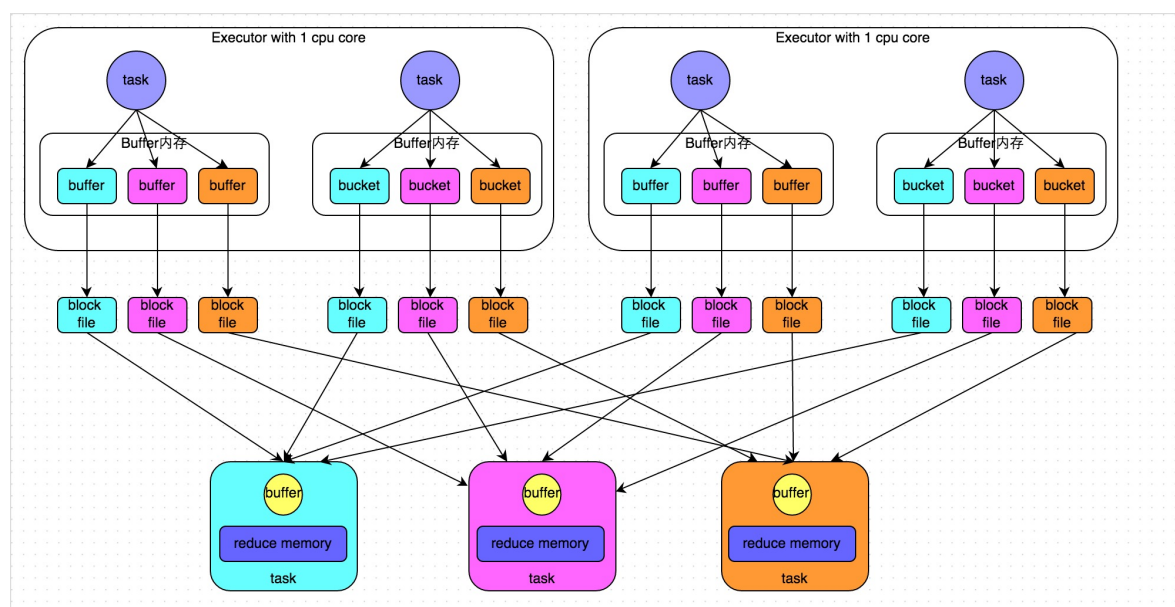 Executor with 1 cpu core
Executor with 1 cpu core
task
task
task
task
Buffer内存
Buffer内存
Buffer内存
Buffer内存
buffer
buffer
buffer
bucket
bucket
bucket
buffer
buffer
buffer
bucket
bucket
bucket
block
file
block
file
block
file
block
file
block
file
block
file
block
file
block
file
block
file
block
file
block
file
block
file
buffer
reduce memory
task
buffer
reduce memory
task
buffer
reduce memory
task